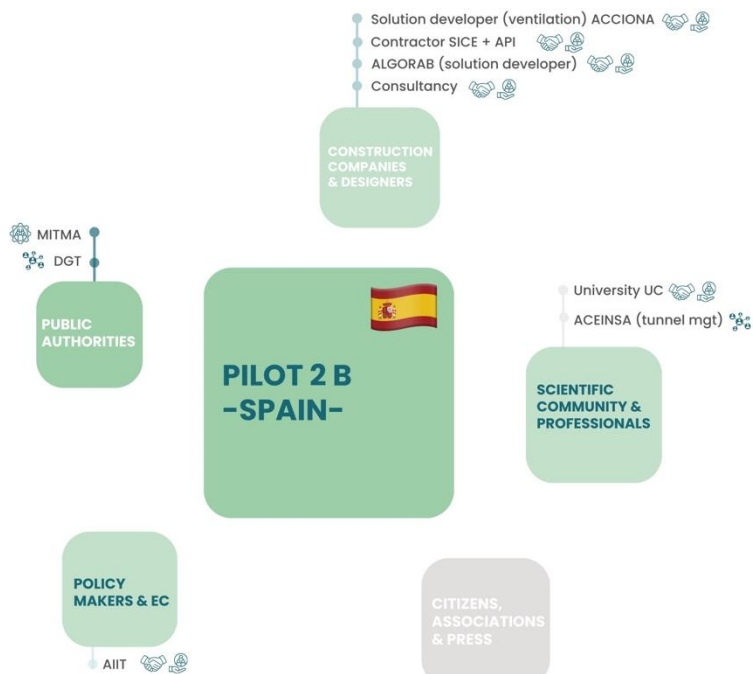 Solution developer (ventilation) ACCIONA
Contractor SICE + API
ALGORAB (solution developer)
Consultancy
CONSTRUCTION
COMPANIES
& DESIGNERS
MITMA
DGT
PUBLIC
AUTHORITIES
PILOT 2 B
-SPAIN-
University UC
ACEINSA (tunnel mgt)
SCIENTIFIC
COMMUNITY &
PROFESSIONALS
POLICY
MAKERS & EC
AIIT
CITIZENS,
ASSOCIATIONS
& PRESS